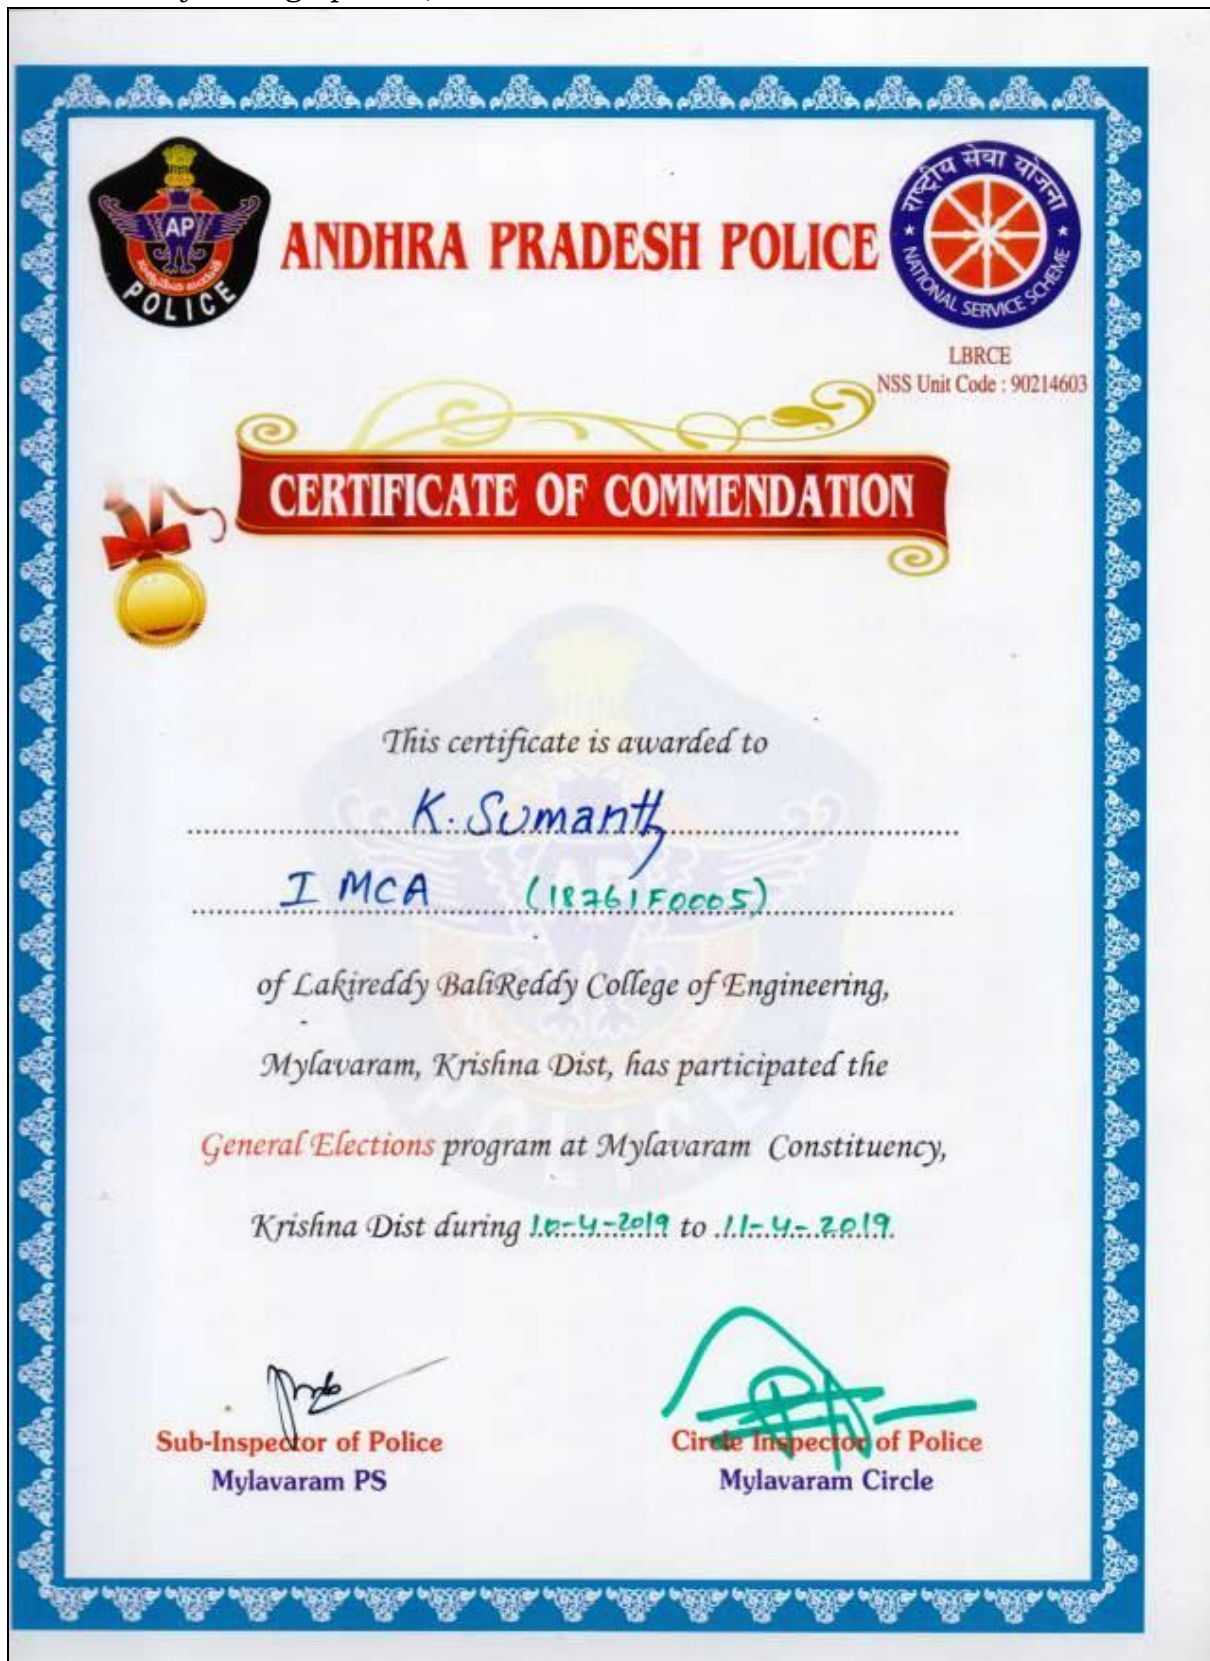 AP
POLICE
ANDHRA PRADESH POLICE
राष्ट्रीय सेवा योजना
* NATIONAL SERVICE SCHEME *
LBRCE
NSS Unit Code : 90214603
CERTIFICATE OF COMMENDATION
This certificate is awarded to
K. Sumanth
I MCA (18761F0005)
of Lakireddy BaliReddy College of Engineering,
Mylavaram, Krishna Dist, has participated the
General Elections program at Mylavaram Constituency,
Krishna Dist during 10-4-2019 to 11-4-2019.
Sub-Inspector of Police
Mylavaram PS
Circle Inspector of Police
Mylavaram Circle